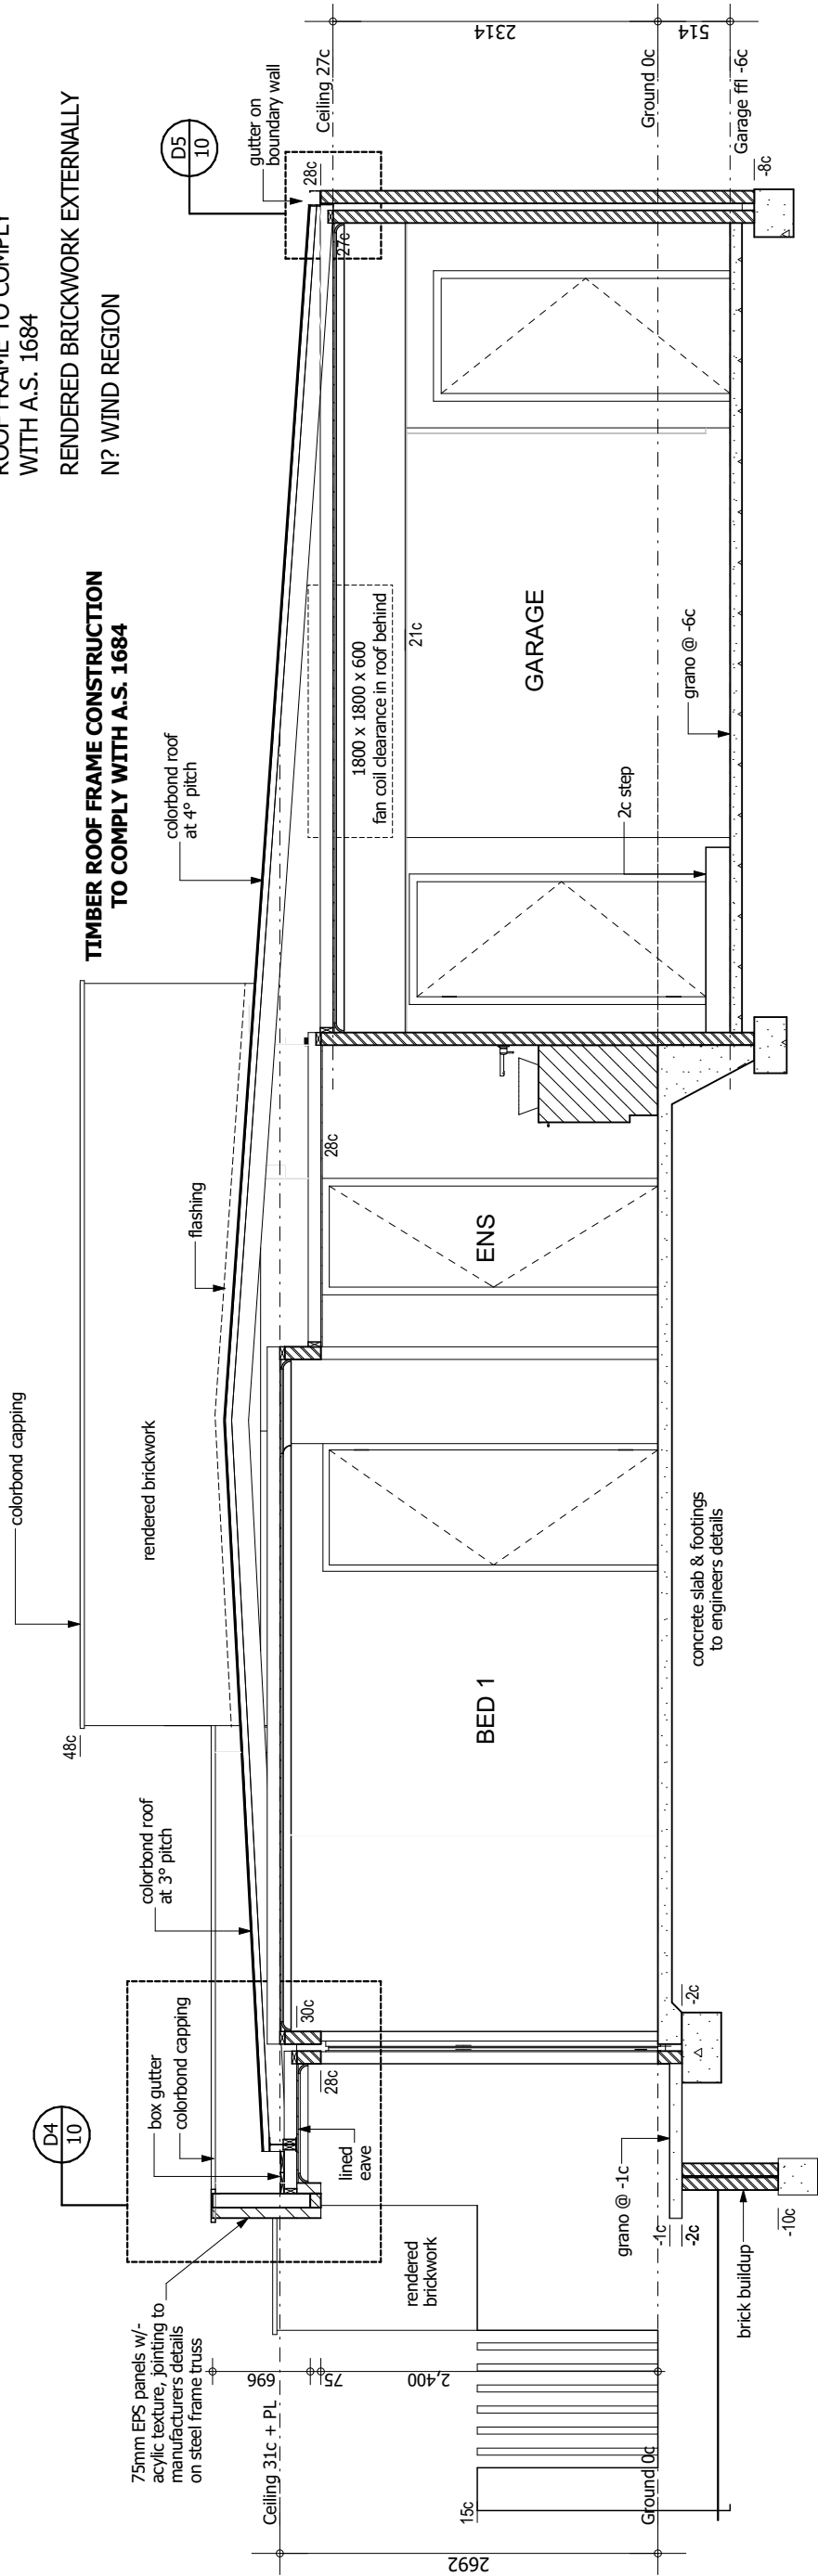 ROOF FRAME TO COMPLY
WITH A.S. 1684
RENDERED BRICKWORK EXTERNALLY
N? WIND REGION
TIMBER ROOF FRAME CONSTRUCTION
TO COMPLY WITH A.S. 1684
D4
10
D5
10
colorbond capping
48c
rendered brickwork
flashing
colorbond roof
at 4° pitch
colorbond roof
at 3° pitch
box gutter
colorbond capping
75mm EPS panels w/-
acylic texture, jointing to
manufacturers details
on steel frame truss
gutter on
boundary wall
28c
27c
Ceiling 27c
2314
Ground 0c
514
Garage ffl -6c
-8c
1800 x 1800 x 600
fan coil clearance in roof behind
21c
GARAGE
grano @ -6c
2c step
28c
ENS
BED 1
30c
28c
lined
eave
rendered
brickwork
696
75
2,400
Ceiling 31c + PL
2692
15c
Ground 0c
grano @ -1c
-1c
-2c
-2c
brick buildup
-10c
concrete slab & footings
to engineers details